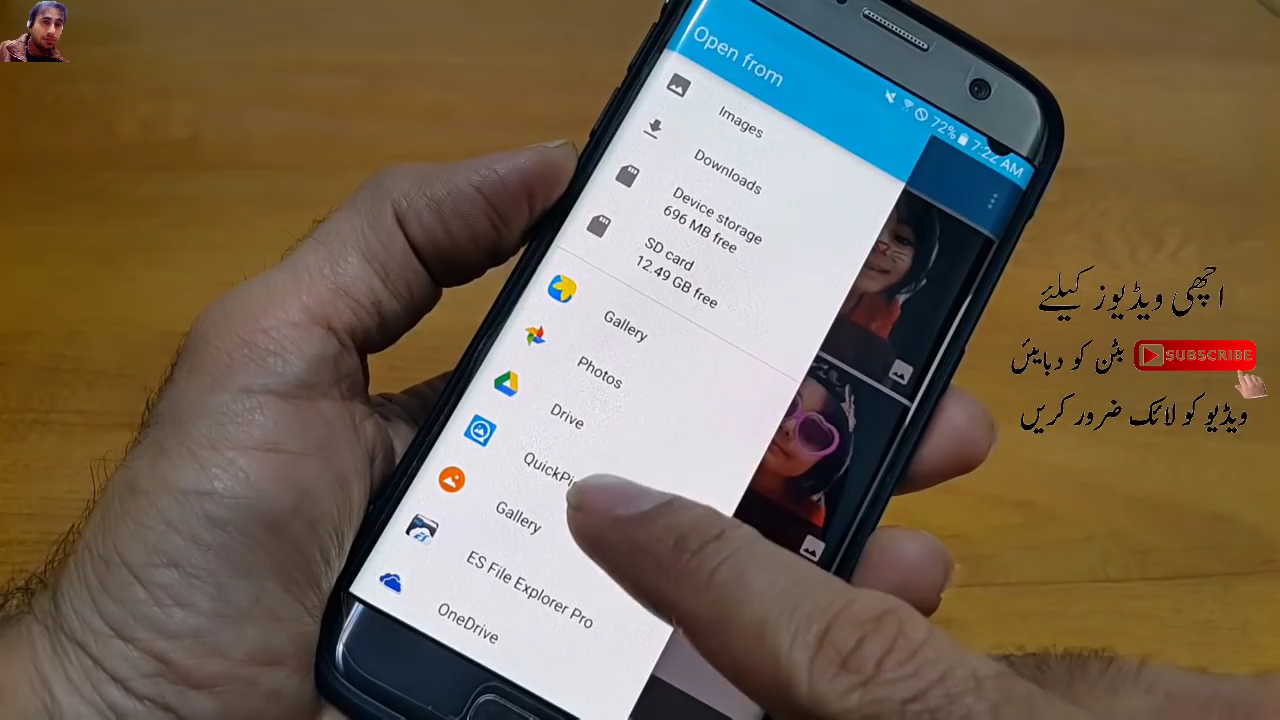 Open from
72% 7:22 AM
Images
Downloads
Device storage
696 MB free
SD card
12.49 GB free
Gallery
Photos
Drive
Gallery
ES File Explorer Pro
OneDrive
اچھی ویڈیوز کیلئے
بٹن کو دبایئں SUBSCRIBE
ویڈیو کو لائک ضرور کریں